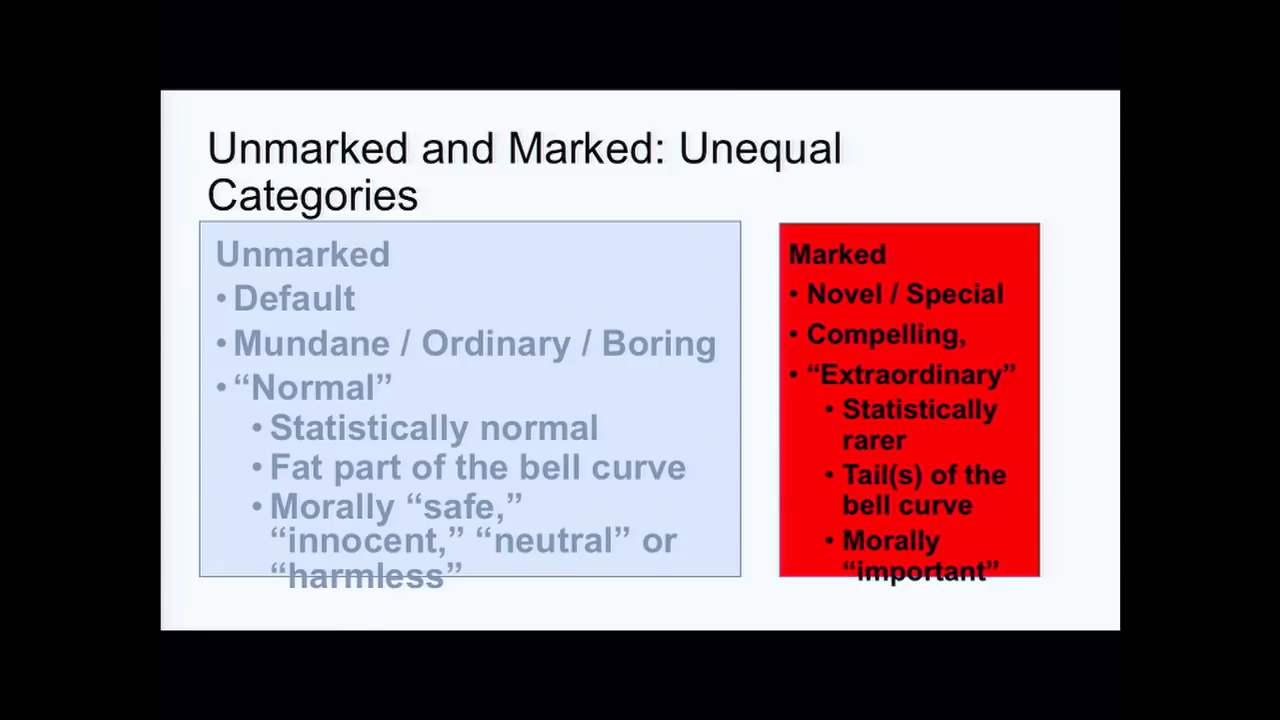 Unmarked and Marked: Unequal
Categories
Unmarked
• Default
• Mundane / Ordinary / Boring
• “Normal”
• Statistically normal
• Fat part of the bell curve
• Morally “safe,”
“innocent,” “neutral” or
“harmless”
Marked
• Novel / Special
• Compelling,
• “Extraordinary”
• Statistically
rarer
• Tail(s) of the
bell curve
• Morally
“important”